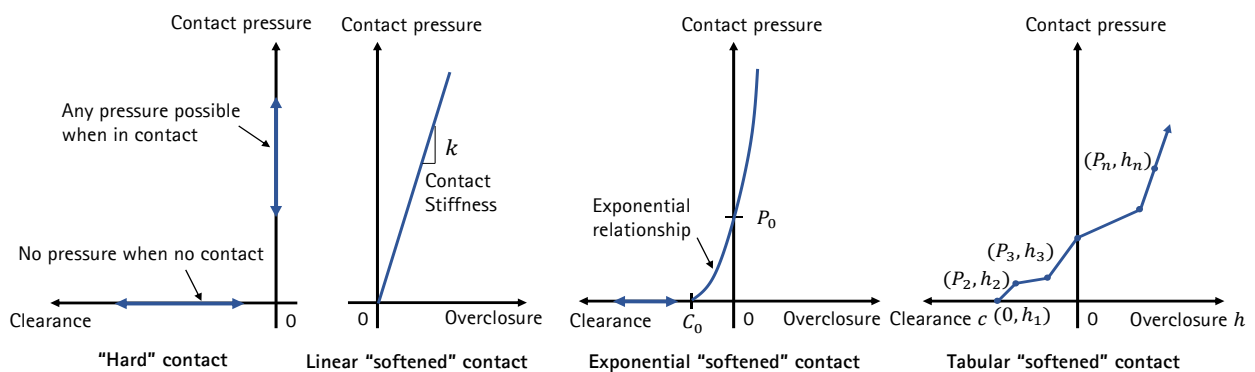 Contact pressure
Any pressure possible
when in contact
No pressure when no contact
Clearance
0
"Hard" contact
Contact pressure
k
Contact
Stiffness
0
Overclosure
Linear "softened" contact
Contact pressure
Exponential
relationship
P₀
Clearance
C₀
0
Overclosure
Exponential "softened" contact
Contact pressure
(Pₙ, hₙ)
(P₃, h₃)
(P₂, h₂)
Clearance c
(0, h₁)
0
Overclosure h
Tabular "softened" contact